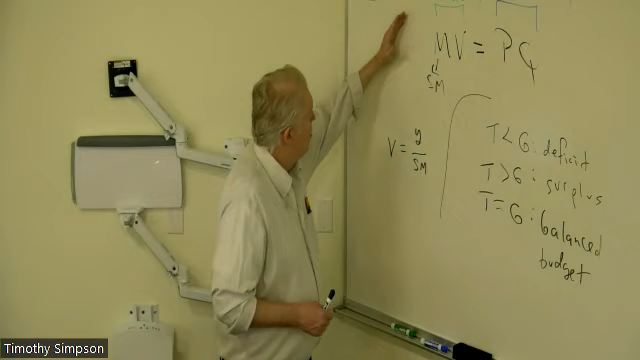 MV = PQ
SM
V = y
SM
T < G : deficit
T > G : surplus
T = G : balanced
budget
Timothy Simpson